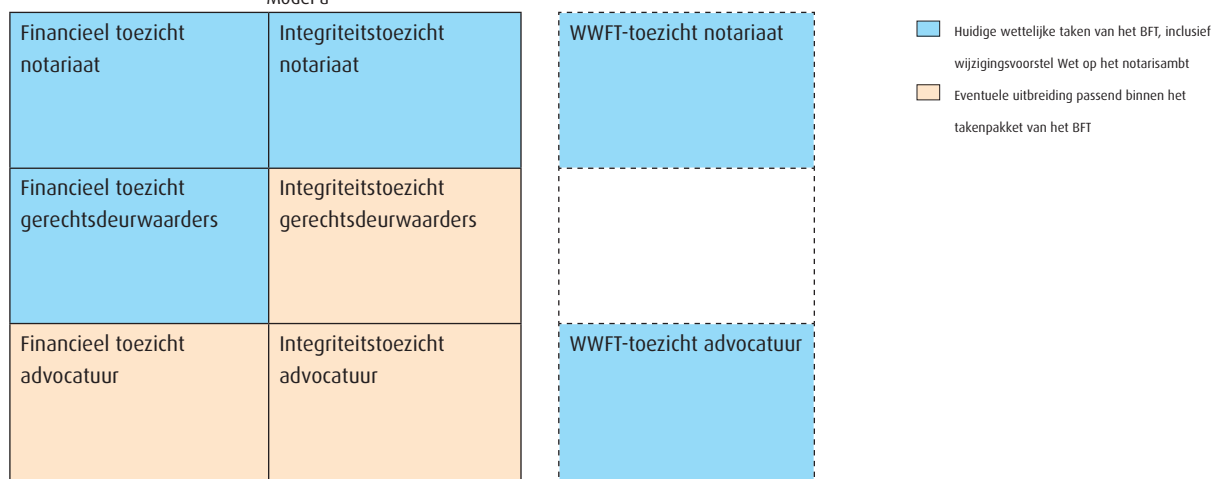 Model a
Financieel toezicht
notariaat
Integriteitstoezicht
notariaat
WWFT-toezicht notariaat
Financieel toezicht
gerechtsdeurwaarders
Integriteitstoezicht
gerechtsdeurwaarders
Financieel toezicht
advocatuur
Integriteitstoezicht
advocatuur
WWFT-toezicht advocatuur
Huidige wettelijke taken van het BFT, inclusief
wijzigingsvoorstel Wet op het notarisambt
Eventuele uitbreiding passend binnen het
takenpakket van het BFT